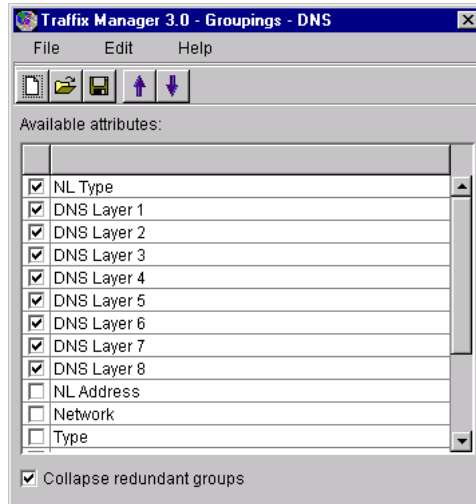 Traffix Manager 3.0 - Groupings - DNS
File Edit Help
Available attributes:
NL Type
DNS Layer 1
DNS Layer 2
DNS Layer 3
DNS Layer 4
DNS Layer 5
DNS Layer 6
DNS Layer 7
DNS Layer 8
NL Address
Network
Type
Collapse redundant groups